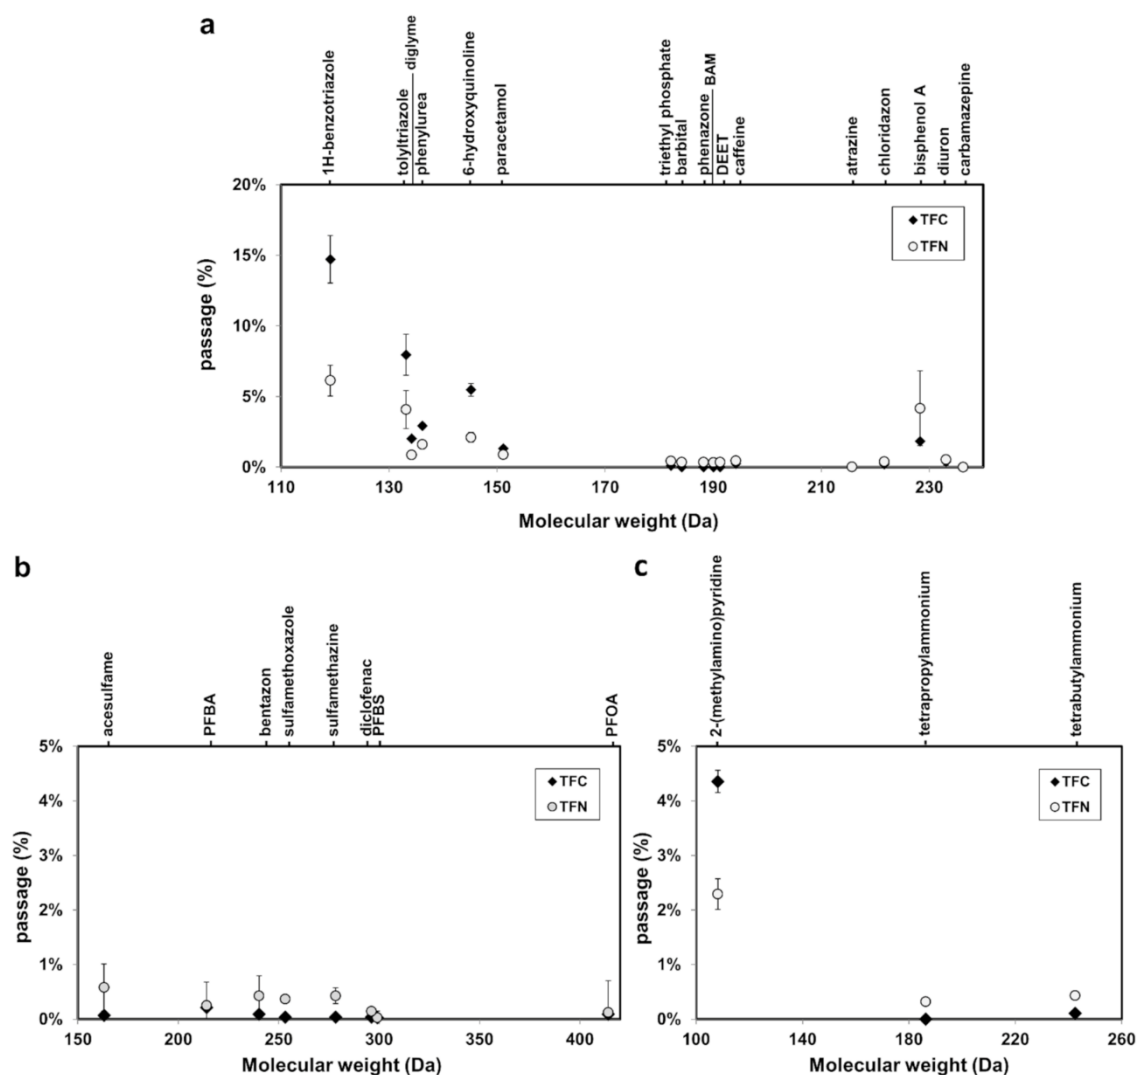 a
1H-benzotriazole
tolyltriazole
diglyme
phenylurea
6-hydroxyquinoline
paracetamol
triethyl phosphate
barbital
phenazone
BAM
DEET
caffeine
atrazine
chloridazon
bisphenol A
diuron
carbamazepine
20%
15%
10%
5%
0%
passage (%)
TFC
TFN
110 130 150 170 190 210 230
Molecular weight (Da)
b
acesulfame
PFBA
bentazon
sulfamethoxazole
sulfamethazine
diclofenac
PFBS
PFOA
5%
4%
3%
2%
1%
0%
passage (%)
TFC
TFN
150 200 250 300 350 400
Molecular weight (Da)
c
2-(methylamino)pyridine
tetrapropylammonium
tetrabutylammonium
5%
4%
3%
2%
1%
0%
passage (%)
TFC
TFN
100 140 180 220 260
Molecular weight (Da)